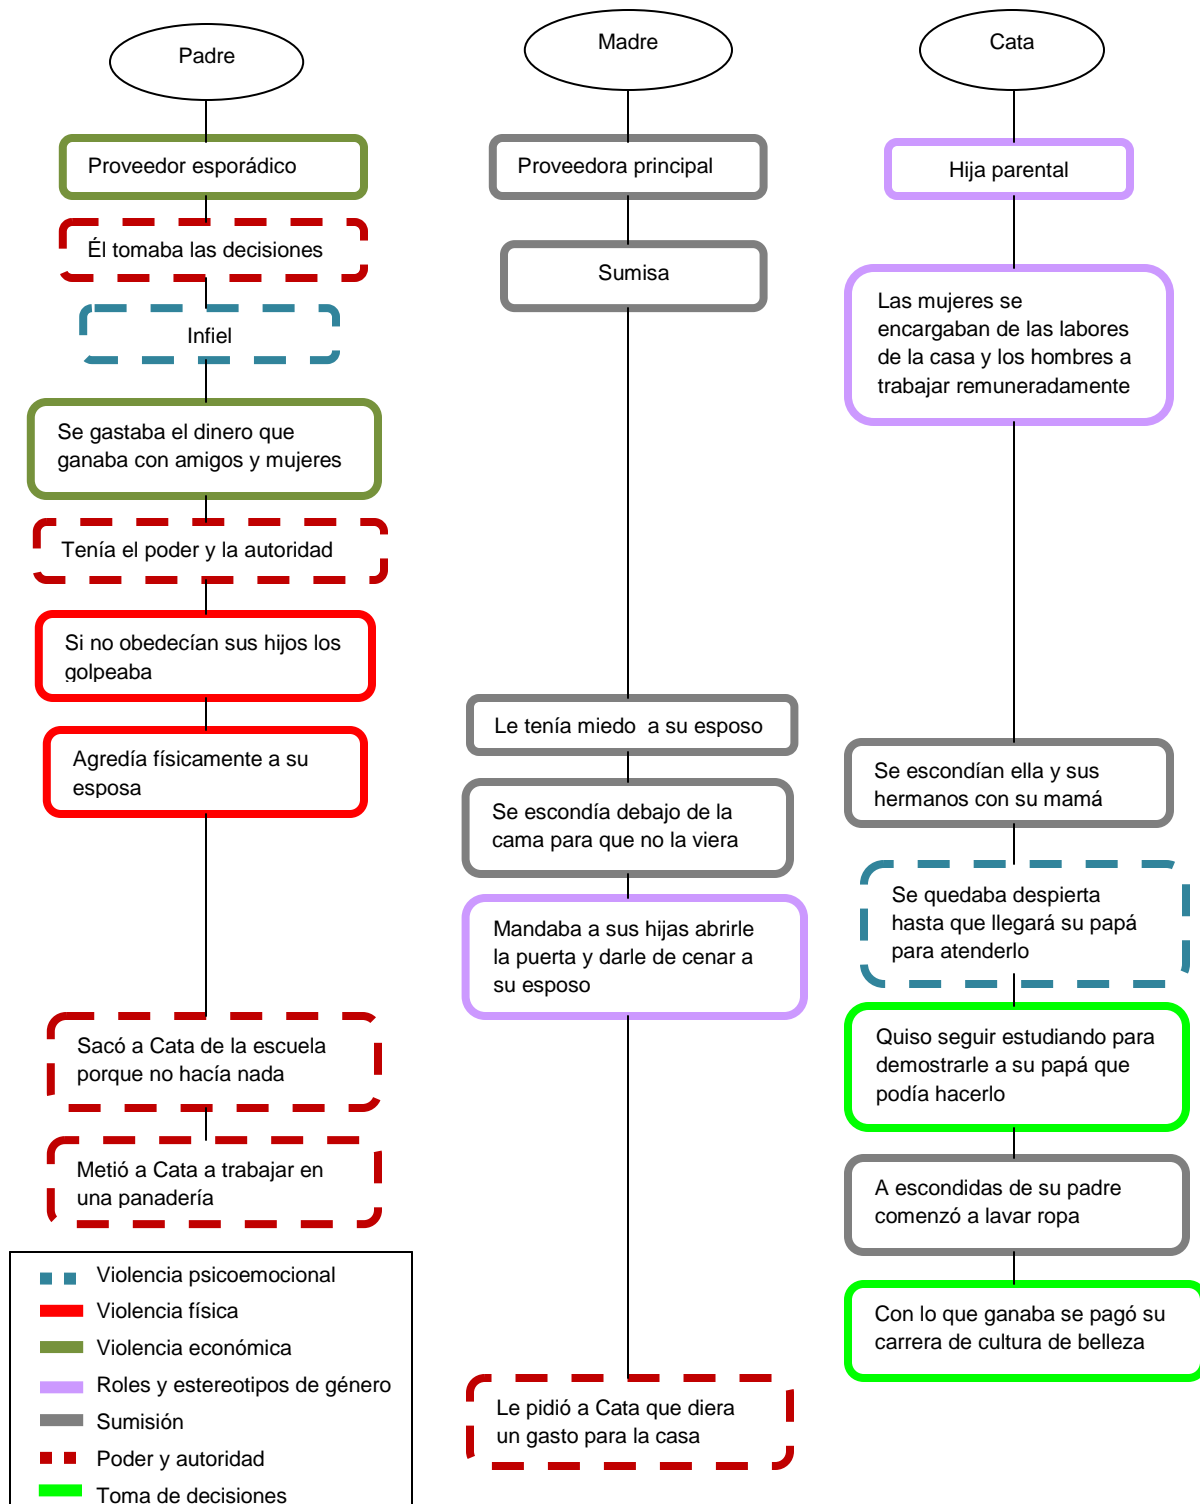 Padre
Proveedor esporádico
Él tomaba las decisiones
Infiel
Se gastaba el dinero que
ganaba con amigos y mujeres
Tenía el poder y la autoridad
Si no obedecían sus hijos los
golpeaba
Agredía físicamente a su
esposa
Sacó a Cata de la escuela
porque no hacía nada
Metió a Cata a trabajar en
una panadería
Madre
Proveedora principal
Sumisa
Le tenía miedo  a su esposo
Se escondía debajo de la
cama para que no la viera
Mandaba a sus hijas abrirle
la puerta y darle de cenar a
su esposo
Le pidió a Cata que diera
un gasto para la casa
Cata
Hija parental
Las mujeres se
encargaban de las labores
de la casa y los hombres a
trabajar remuneradamente
Se escondían ella y sus
hermanos con su mamá
Se quedaba despierta
hasta que llegará su papá
para atenderlo
Quiso seguir estudiando para
demostrarle a su papá que
podía hacerlo
A escondidas de su padre
comenzó a lavar ropa
Con lo que ganaba se pagó su
carrera de cultura de belleza
Violencia psicoemocional
Violencia física
Violencia económica
Roles y estereotipos de género
Sumisión
Poder y autoridad
Toma de decisiones